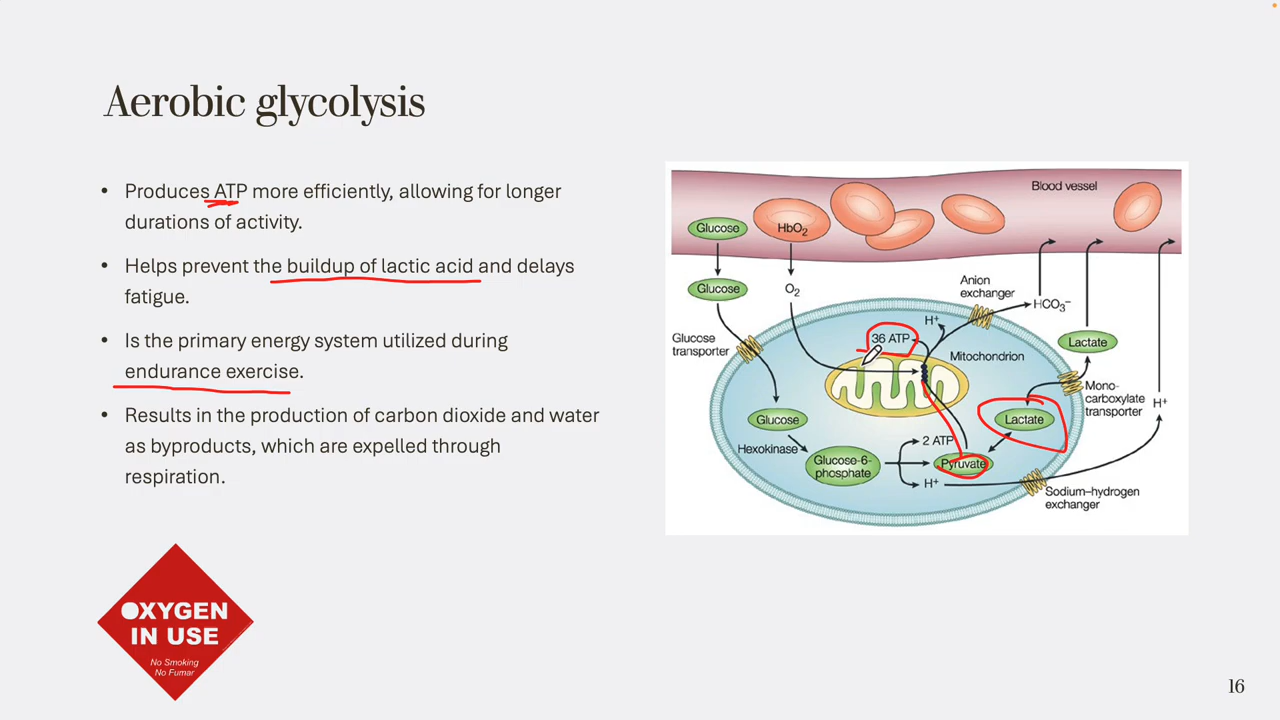 Aerobic glycolysis
• Produces ATP more efficiently, allowing for longer
durations of activity.
• Helps prevent the buildup of lactic acid and delays
fatigue.
• Is the primary energy system utilized during
endurance exercise.
• Results in the production of carbon dioxide and water
as byproducts, which are expelled through
respiration.
OXYGEN
IN USE
No Smoking
No Fumar
Blood vessel
Glucose
HbO₂
Glucose
O₂
Anion
exchanger
HCO₃⁻
Glucose
transporter
H⁺
36 ATP
Mitochondrion
Lactate
Mono-
carboxylate
transporter
H⁺
Glucose
Lactate
Hexokinase
2 ATP
Glucose-6-
phosphate
Pyruvate
H⁺
Sodium–hydrogen
exchanger
16